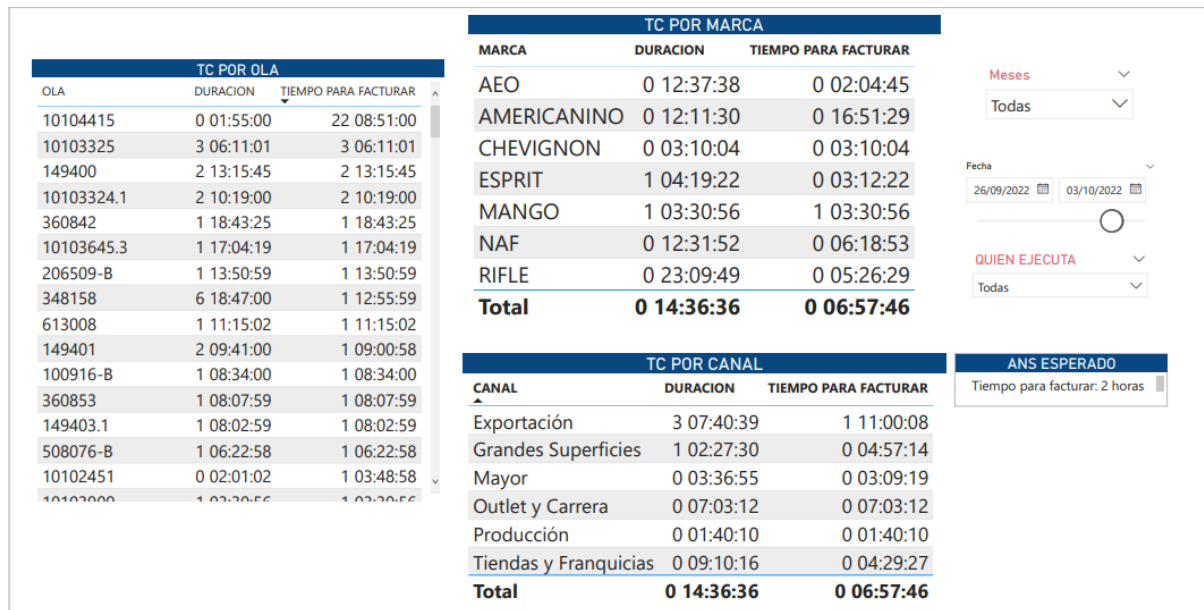 TC POR OLA
OLA DURACION TIEMPO PARA FACTURAR
10104415 0 01:55:00 22 08:51:00
10103325 3 06:11:01 3 06:11:01
149400 2 13:15:45 2 13:15:45
10103324.1 2 10:19:00 2 10:19:00
360842 1 18:43:25 1 18:43:25
10103645.3 1 17:04:19 1 17:04:19
206509-B 1 13:50:59 1 13:50:59
348158 6 18:47:00 1 12:55:59
613008 1 11:15:02 1 11:15:02
149401 2 09:41:00 1 09:00:58
100916-B 1 08:34:00 1 08:34:00
360853 1 08:07:59 1 08:07:59
149403.1 1 08:02:59 1 08:02:59
508076-B 1 06:22:58 1 06:22:58
10102451 0 02:01:02 1 03:48:58
1 03:30:56 1 03:30:56
TC POR MARCA
MARCA DURACION TIEMPO PARA FACTURAR
AEO 0 12:37:38 0 02:04:45
AMERICANINO 0 12:11:30 0 16:51:29
CHEVIGNON 0 03:10:04 0 03:10:04
ESPRIT 1 04:19:22 0 03:12:22
MANGO 1 03:30:56 1 03:30:56
NAF 0 12:31:52 0 06:18:53
RIFLE 0 23:09:49 0 05:26:29
Total 0 14:36:36 0 06:57:46
TC POR CANAL
CANAL DURACION TIEMPO PARA FACTURAR
Exportación 3 07:40:39 1 11:00:08
Grandes Superficies 1 02:27:30 0 04:57:14
Mayor 0 03:36:55 0 03:09:19
Outlet y Carrera 0 07:03:12 0 07:03:12
Producción 0 01:40:10 0 01:40:10
Tiendas y Franquicias 0 09:10:16 0 04:29:27
Total 0 14:36:36 0 06:57:46
Meses
Todas
Fecha
26/09/2022 03/10/2022
QUIEN EJECUTA
Todas
ANS ESPERADO
Tiempo para facturar: 2 horas